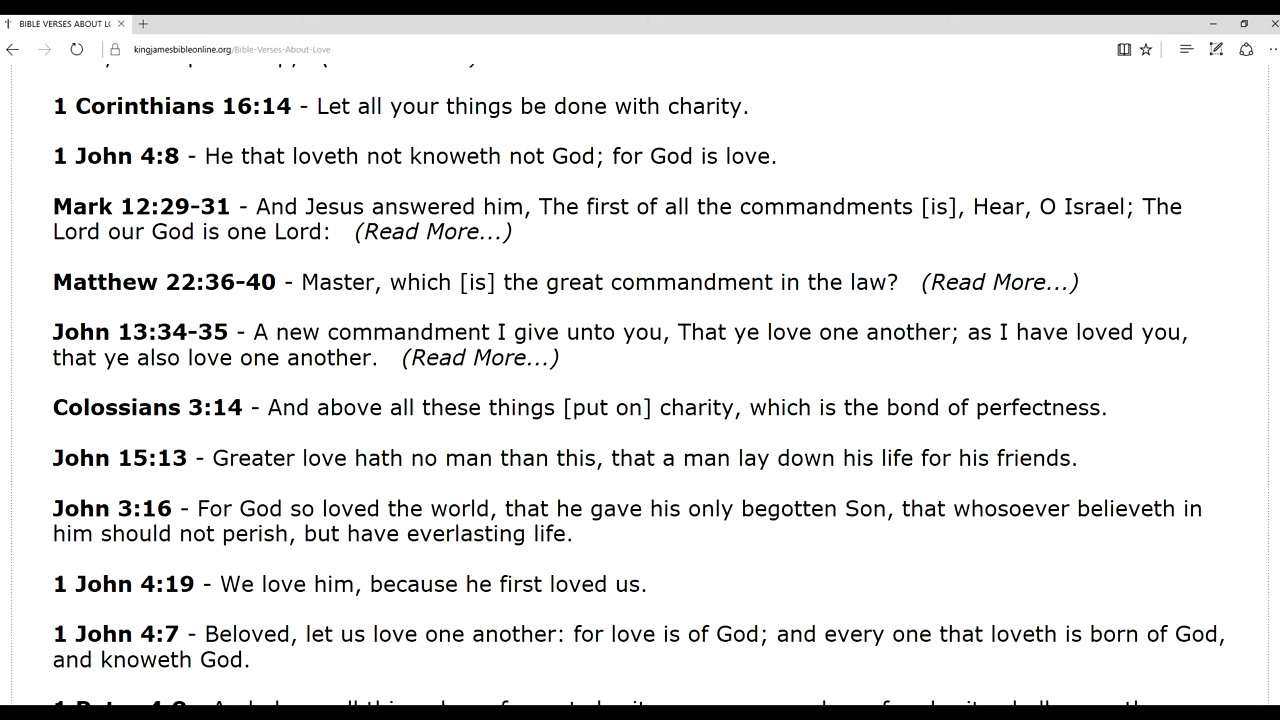 BIBLE VERSES ABOUT LO
kingjamesbibleonline.org/Bible-Verses-About-Love
1 Corinthians 16:14 - Let all your things be done with charity.
1 John 4:8 - He that loveth not knoweth not God; for God is love.
Mark 12:29-31 - And Jesus answered him, The first of all the commandments [is], Hear, O Israel; The
Lord our God is one Lord: (Read More...)
Matthew 22:36-40 - Master, which [is] the great commandment in the law? (Read More...)
John 13:34-35 - A new commandment I give unto you, That ye love one another; as I have loved you,
that ye also love one another. (Read More...)
Colossians 3:14 - And above all these things [put on] charity, which is the bond of perfectness.
John 15:13 - Greater love hath no man than this, that a man lay down his life for his friends.
John 3:16 - For God so loved the world, that he gave his only begotten Son, that whosoever believeth in
him should not perish, but have everlasting life.
1 John 4:19 - We love him, because he first loved us.
1 John 4:7 - Beloved, let us love one another: for love is of God; and every one that loveth is born of God,
and knoweth God.